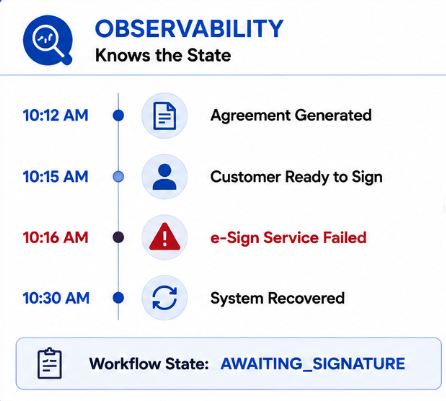 OBSERVABILITY
Knows the State
10:12 AM Agreement Generated
10:15 AM Customer Ready to Sign
10:16 AM e-Sign Service Failed
10:30 AM System Recovered
Workflow State: AWAITING_SIGNATURE